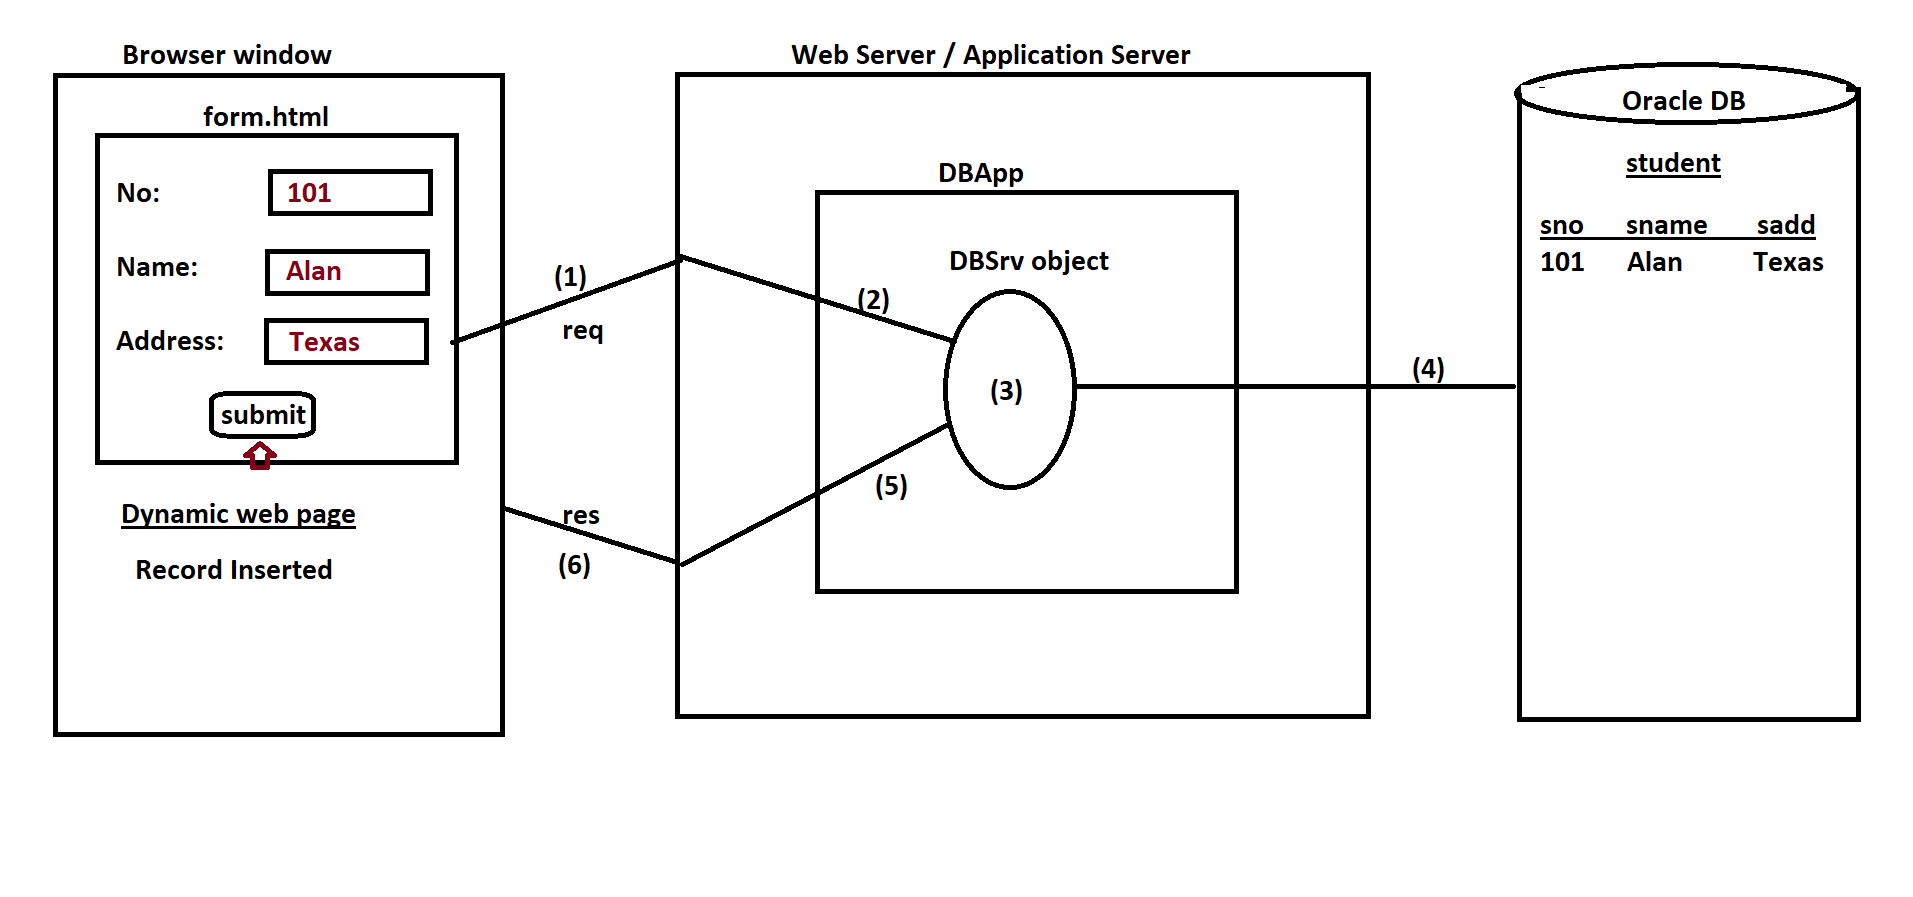 Browser window
form.html
No: 101
Name: Alan
Address: Texas
submit
Dynamic web page
Record Inserted
(1)
req
res
(6)
Web Server / Application Server
DBApp
DBSrv object
(2)
(3)
(5)
(4)
Oracle DB
student
sno sname sadd
101 Alan Texas